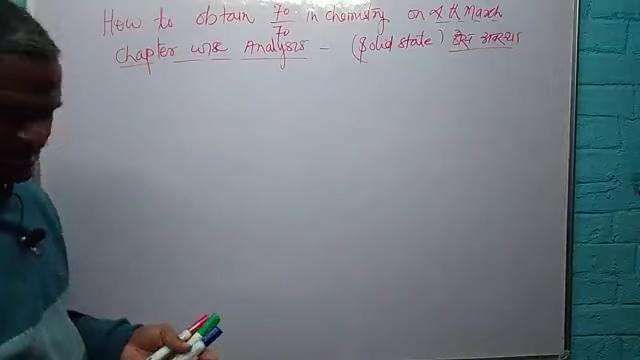 How to obtain 70/70 in chemistry on 4th March
Chapter wise Analysis - (Solid state) ठोस अवस्था